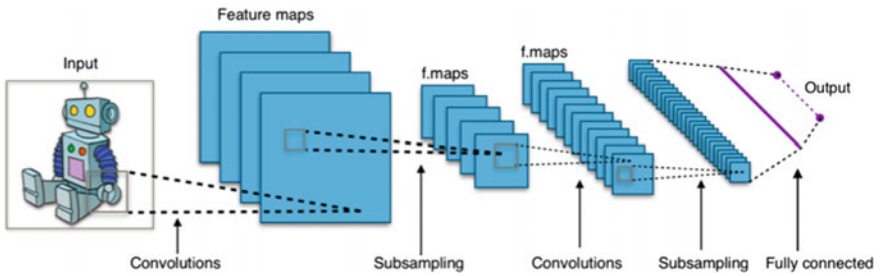 Feature maps
Input
f.maps
f.maps
Output
Convolutions
Subsampling
Convolutions
Subsampling
Fully connected